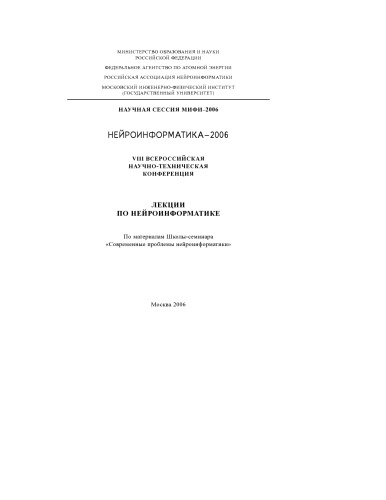 МИНИСТЕРСТВО ОБРАЗОВАНИЯ И НАУКИ
РОССИЙСКОЙ ФЕДЕРАЦИИ
ФЕДЕРАЛЬНОЕ АГЕНТСТВО ПО АТОМНОЙ ЭНЕРГИИ
РОССИЙСКАЯ АССОЦИАЦИЯ НЕЙРОИНФОРМАТИКИ
МОСКОВСКИЙ ИНЖЕНЕРНО-ФИЗИЧЕСКИЙ ИНСТИТУТ
(ГОСУДАРСТВЕННЫЙ УНИВЕРСИТЕТ)
НАУЧНАЯ СЕССИЯ МИФИ–2006
НЕЙРОИНФОРМАТИКА–2006
VIII ВСЕРОССИЙСКАЯ
НАУЧНО-ТЕХНИЧЕСКАЯ
КОНФЕРЕНЦИЯ
ЛЕКЦИИ
ПО НЕЙРОИНФОРМАТИКЕ
По материалам Школы-семинара
«Современные проблемы нейроинформатики»
Москва 2006